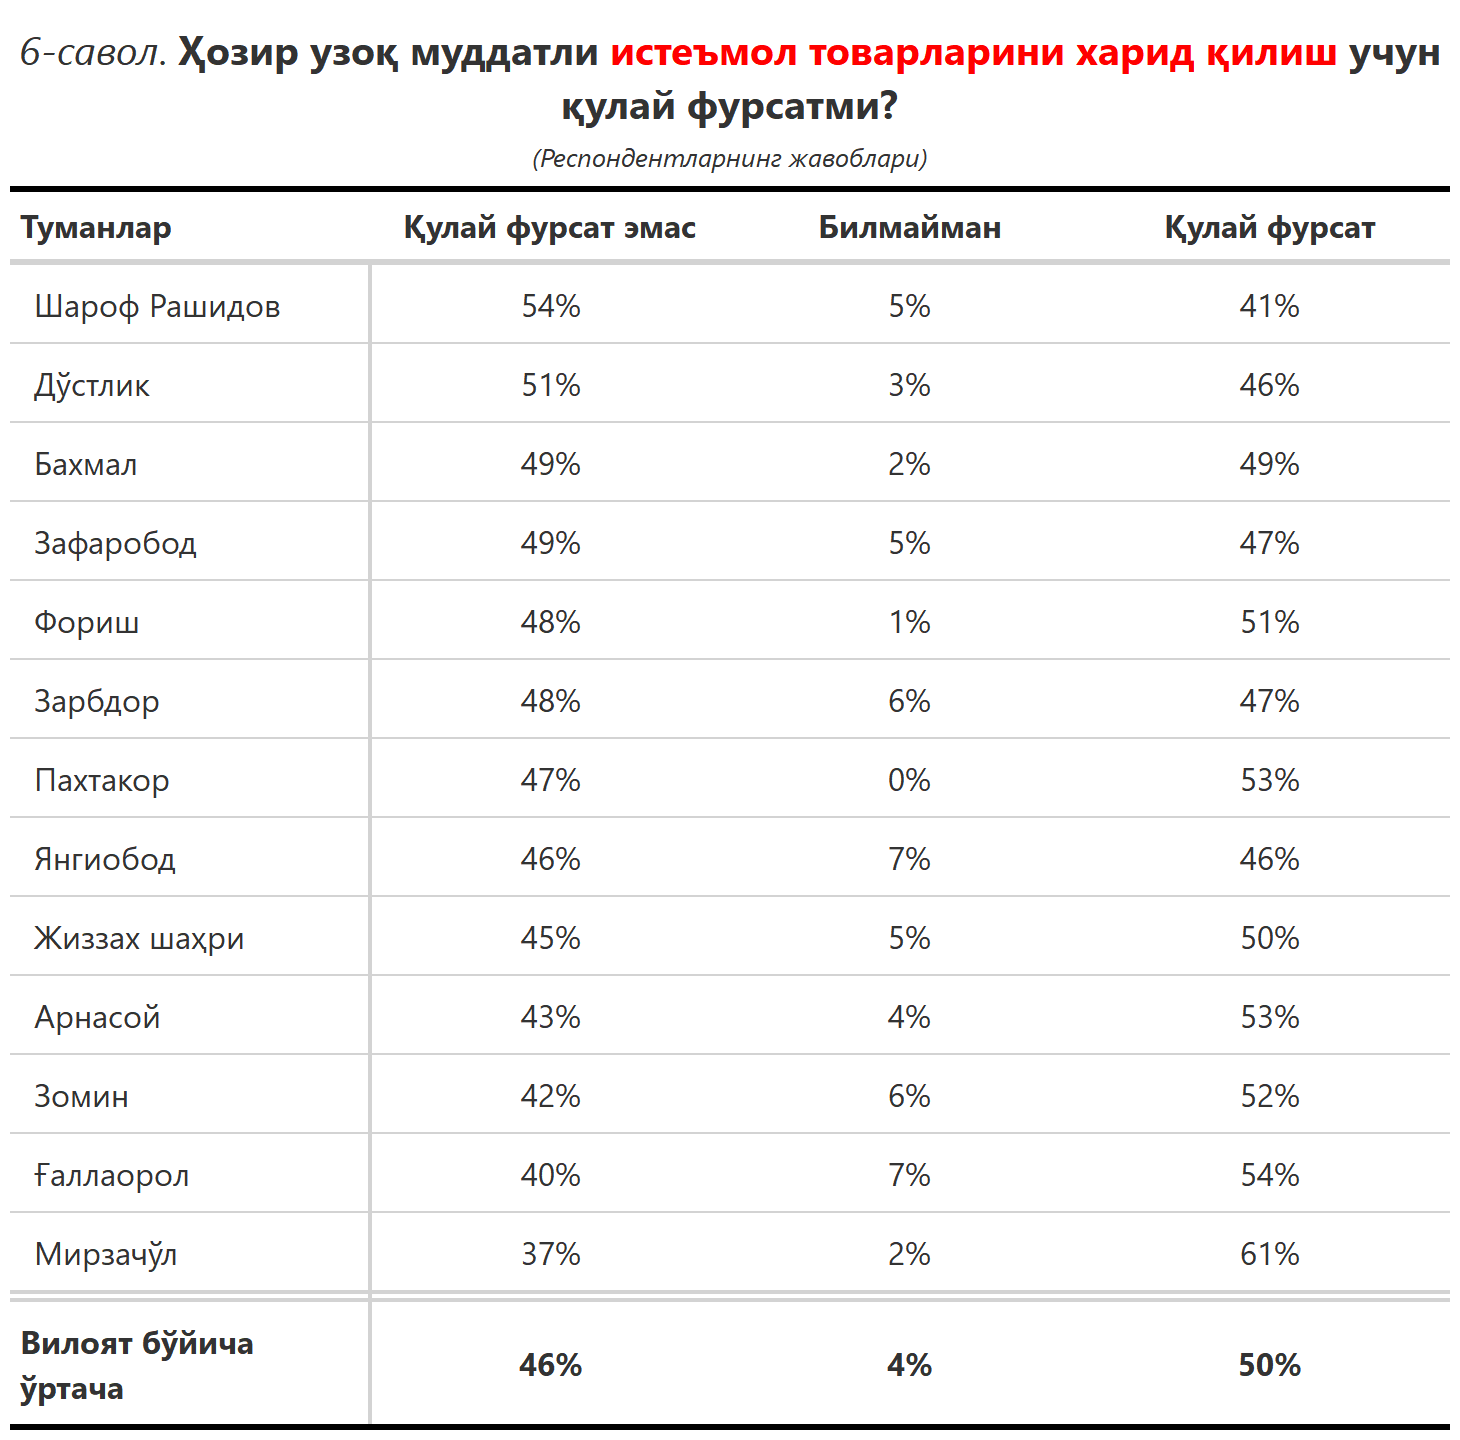 6-савол. Ҳозир узоқ муддатли истеъмол товарларини харид қилиш учун
қулай фурсатми?
(Респондентларнинг жавоблари)
Туманлар Қулай фурсат эмас Билмайман Қулай фурсат
Шароф Рашидов 54% 5% 41%
Дўстлик 51% 3% 46%
Бахмал 49% 2% 49%
Зафаробод 49% 5% 47%
Фориш 48% 1% 51%
Зарбдор 48% 6% 47%
Пахтакор 47% 0% 53%
Янгиобод 46% 7% 46%
Жиззах шаҳри 45% 5% 50%
Арнасой 43% 4% 53%
Зомин 42% 6% 52%
Ғаллаорол 40% 7% 54%
Мирзачўл 37% 2% 61%
Вилоят бўйича
ўртача 46% 4% 50%